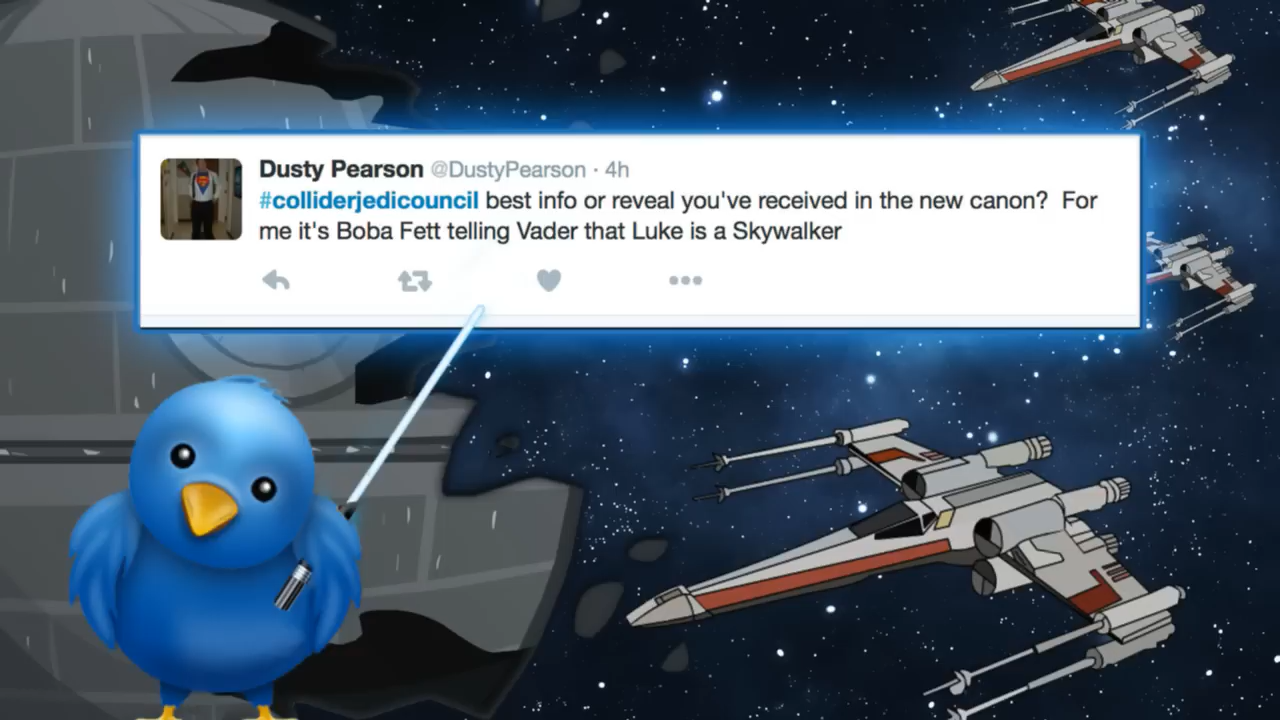 Dusty Pearson @DustyPearson · 4h
#colliderjedicouncil best info or reveal you've received in the new canon?  For
me it's Boba Fett telling Vader that Luke is a Skywalker